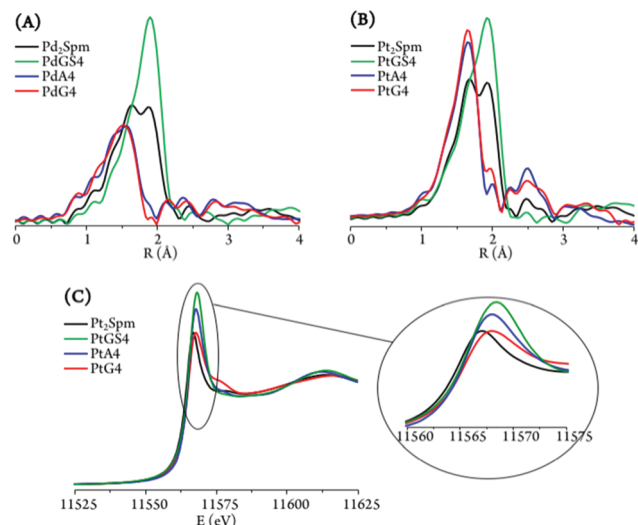 (A)
Pd₂Spm
PdGS4
PdA4
PdG4
0 1 2 3 4
R (Å)
(B)
Pt₂Spm
PtGS4
PtA4
PtG4
0 1 2 3 4
R (Å)
(C)
Pt₂Spm
PtGS4
PtA4
PtG4
11525 11550 11575 11600 11625
E (eV)
11560 11565 11570 11575